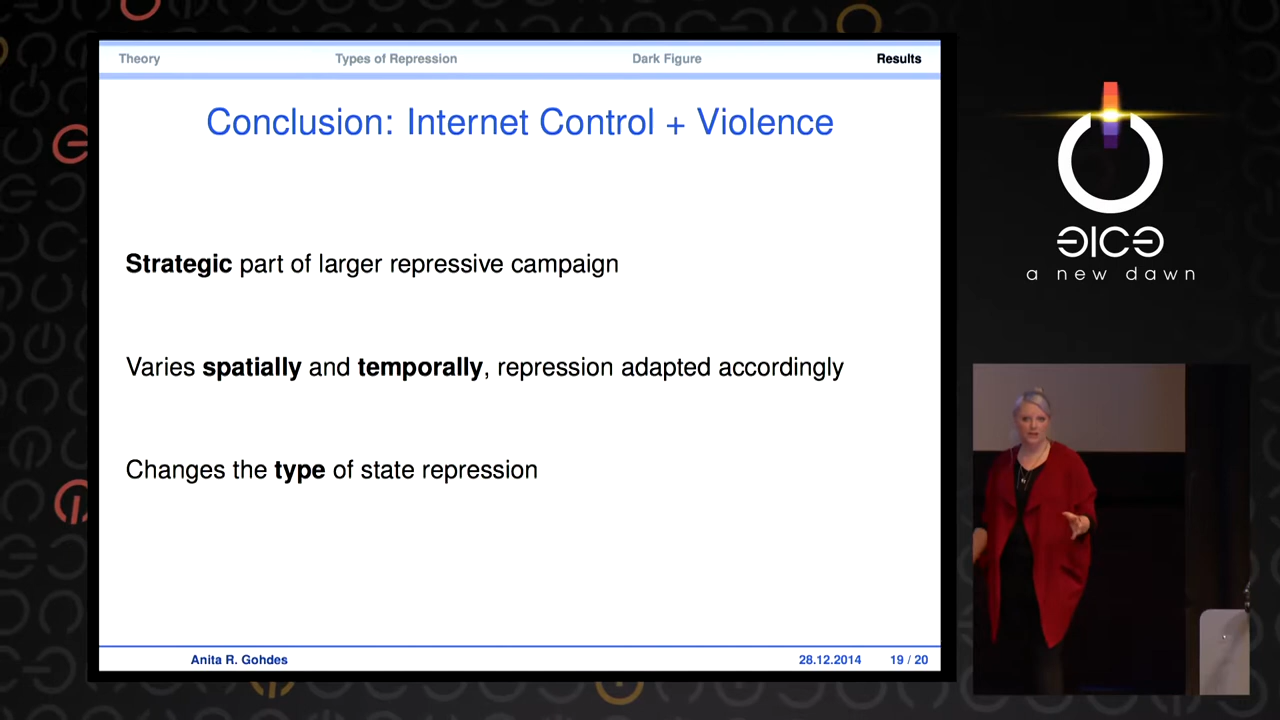 Theory Types of Repression Dark Figure Results
Conclusion: Internet Control + Violence
Strategic part of larger repressive campaign
Varies spatially and temporally, repression adapted accordingly
Changes the type of state repression
Anita R. Gohdes 28.12.2014 19 / 20
a new dawn